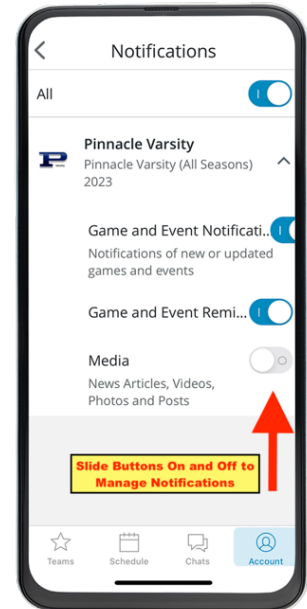 Notifications
All
Pinnacle Varsity
Pinnacle Varsity (All Seasons)
2023
Game and Event Notificati..
Notifications of new or updated
games and events
Game and Event Remi...
Media
News Articles, Videos,
Photos and Posts
Slide Buttons On and Off to
Manage Notifications
Teams
Schedule
Chats
Account